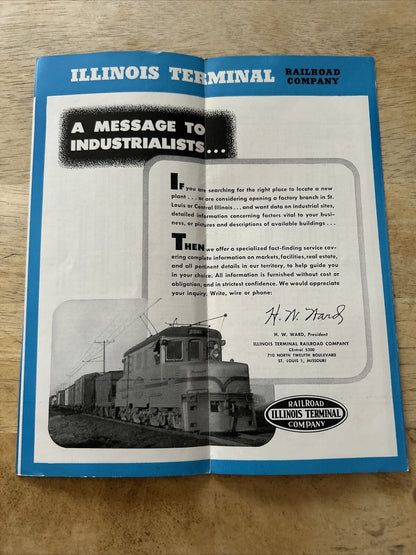 ILLINOIS TERMINAL RAILROAD COMPANY
A MESSAGE TO
INDUSTRIALISTS...
If you are searching for the right place to locate a new
plant . . . or are considering opening a factory branch in St.
Louis or Central Illinois . . . and want data on industrial sites,
detailed information concerning factors vital to your busi-
ness, or pictures and descriptions of available buildings . . .
THEN we offer a specialized fact-finding service cov-
ering complete information on markets, facilities, real estate,
and all pertinent details in our territory, to help guide you
in your choice. All information is furnished without cost or
obligation, and in strictest confidence. We would appreciate
your inquiry. Write, wire or phone:
H. W. Ward
H. W. WARD, President
ILLINOIS TERMINAL RAILROAD COMPANY
CEntral 5300
710 NORTH TWELFTH BOULEVARD
ST. LOUIS 1, MISSOURI
RAILROAD
ILLINOIS TERMINAL
COMPANY